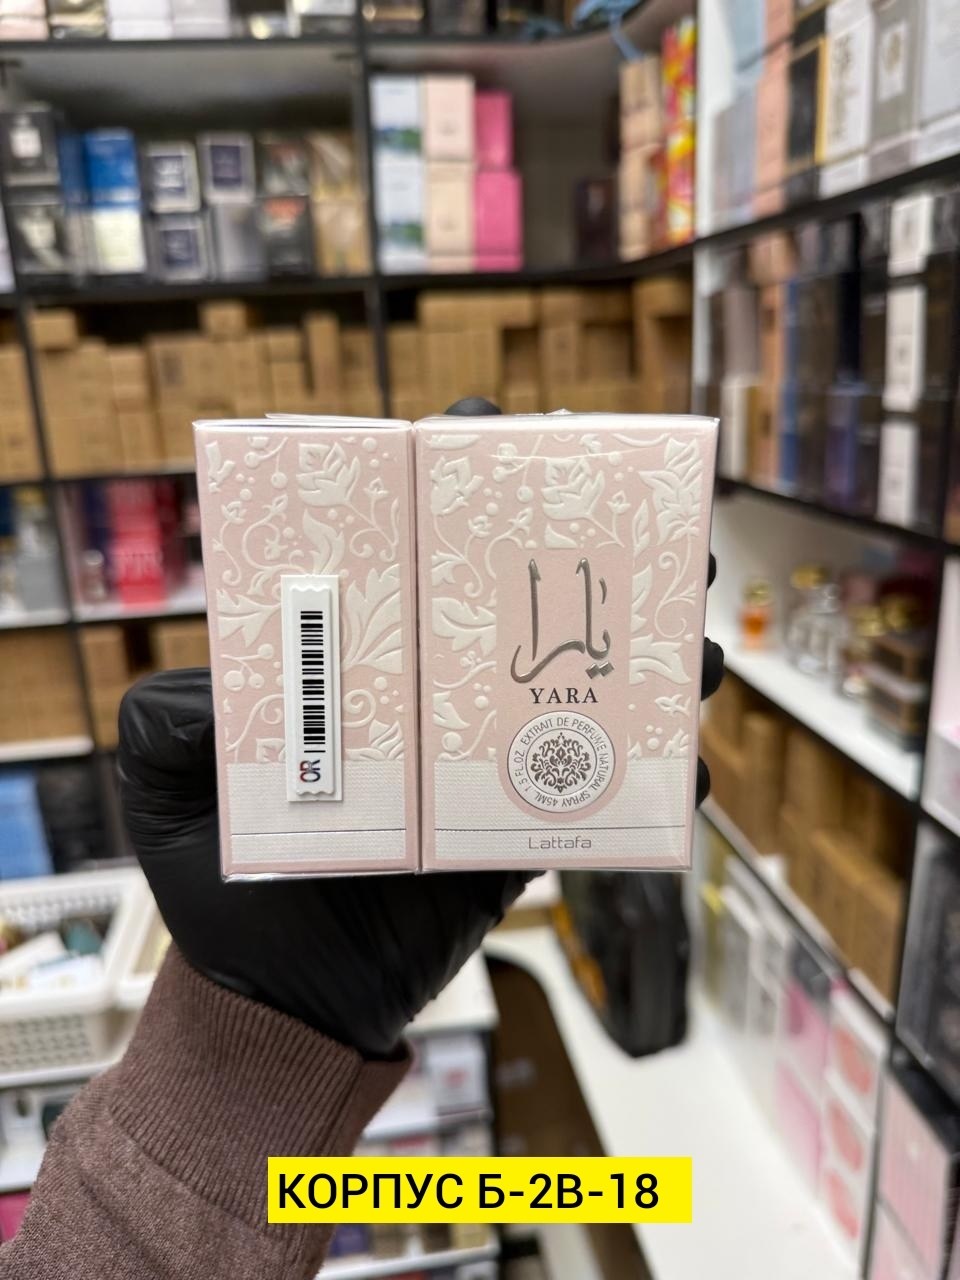 يارا
YARA
EXTRAIT DE PERFUME NATURAL SPRAY 45ML 1.5 FL.OZ
Lattafa
КОРПУС Б-2В-18